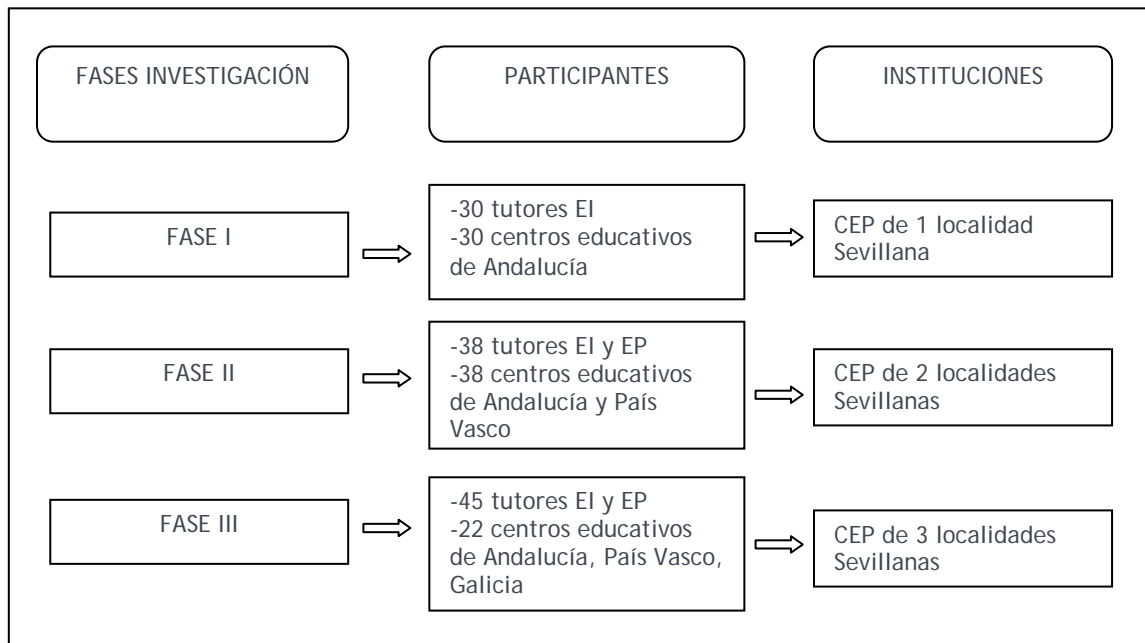 FASES INVESTIGACIÓN
PARTICIPANTES
INSTITUCIONES
FASE I
-30 tutores EI
-30 centros educativos
de Andalucía
CEP de 1 localidad
Sevillana
FASE II
-38 tutores EI y EP
-38 centros educativos
de Andalucía y País
Vasco
CEP de 2 localidades
Sevillanas
FASE III
-45 tutores EI y EP
-22 centros educativos
de Andalucía, País Vasco,
Galicia
CEP de 3 localidades
Sevillanas